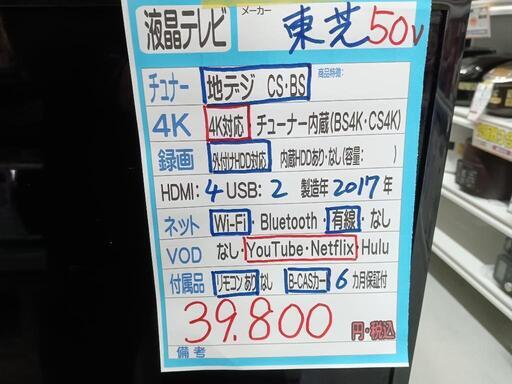 液晶テレビ メーカー 東芝50v
チュナー 地デジ CS・BS 商品特徴:
4K 4K対応 チューナー内蔵(BS4K・CS4K)
録画 外付けHDD対応 内蔵HDDあり・なし(容量: )
HDMI: 4 USB: 2 製造年 2017年
ネット Wi-Fi・Bluetooth・有線・なし
VOD なし・YouTube・Netflix・Hulu
付属品 リモコンあり なし B-CASカード 6カ月保証付
39.800 円・税込
備考